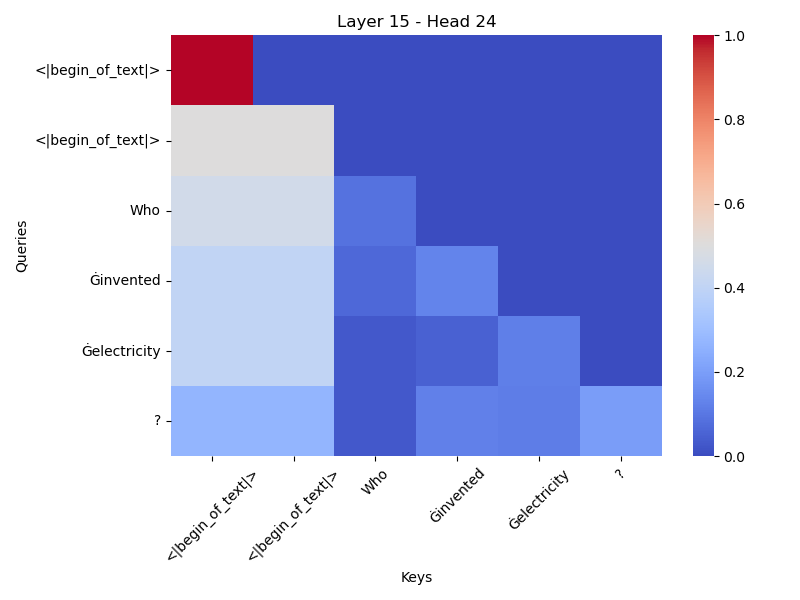 Layer 15 - Head 24
<|begin_of_text|>
<|begin_of_text|>
Who
Ġinvented
Ġelectricity
?
Queries
<|begin_of_text|>
<|begin_of_text|>
Who
Ġinvented
Ġelectricity
?
Keys
1.0
0.8
0.6
0.4
0.2
0.0